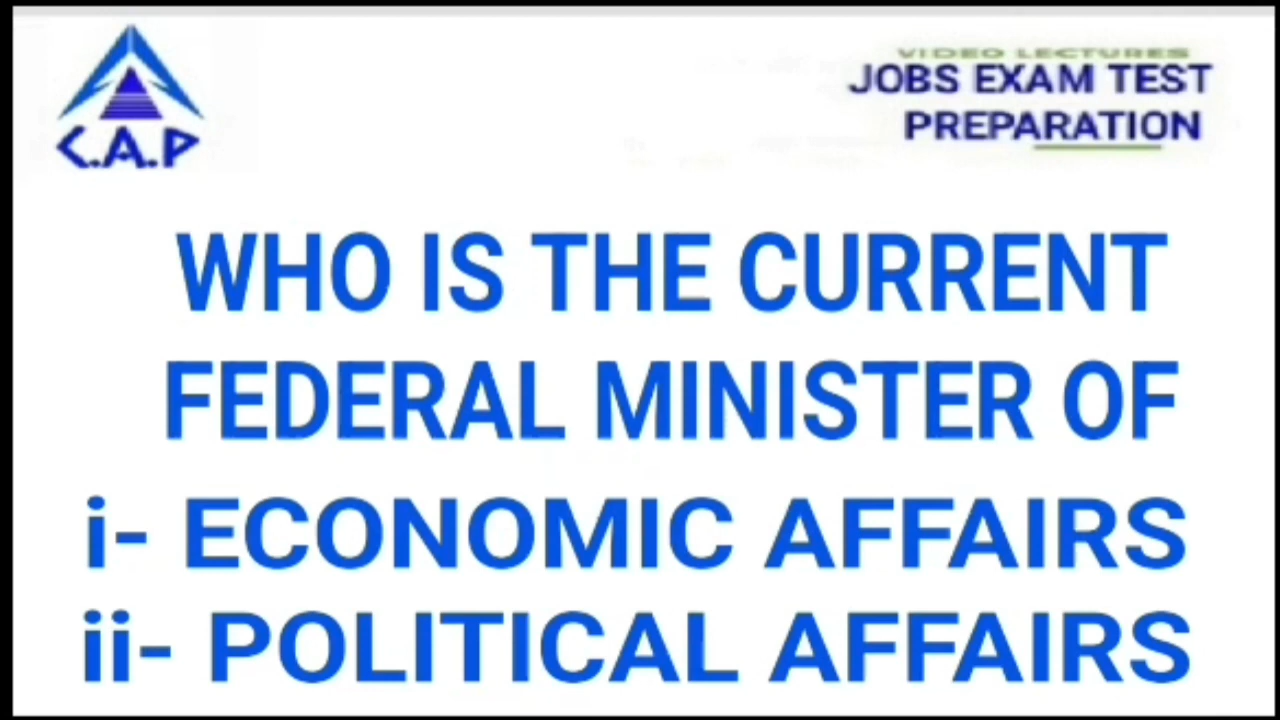 C.A.P
VIDEO LECTURES
JOBS EXAM TEST
PREPARATION
WHO IS THE CURRENT
FEDERAL MINISTER OF
i- ECONOMIC AFFAIRS
ii- POLITICAL AFFAIRS